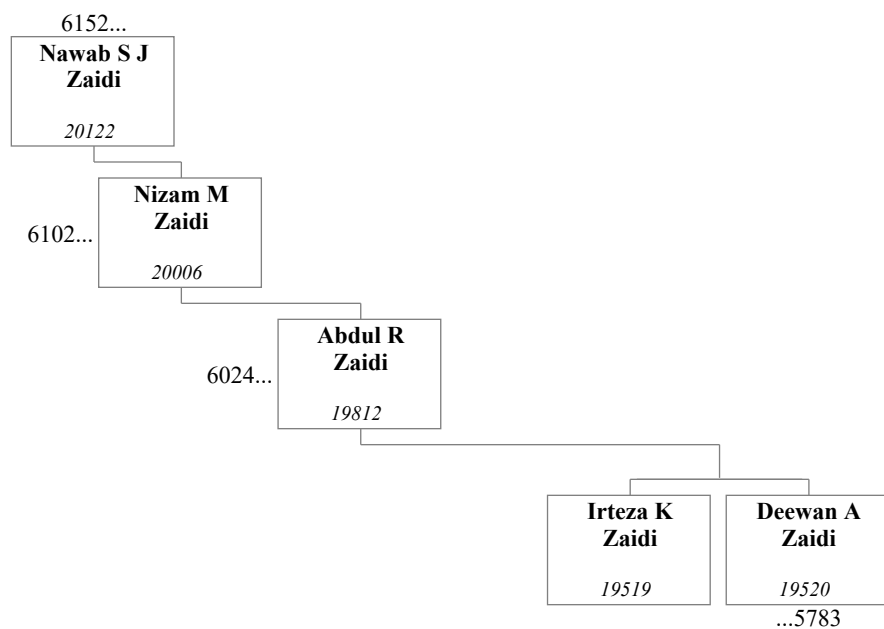 6152...
Nawab S J
Zaidi
20122
Nizam M
Zaidi
6102...
20006
Abdul R
Zaidi
6024...
19812
Irteza K
Zaidi
19519
Deewan A
Zaidi
19520
...5783